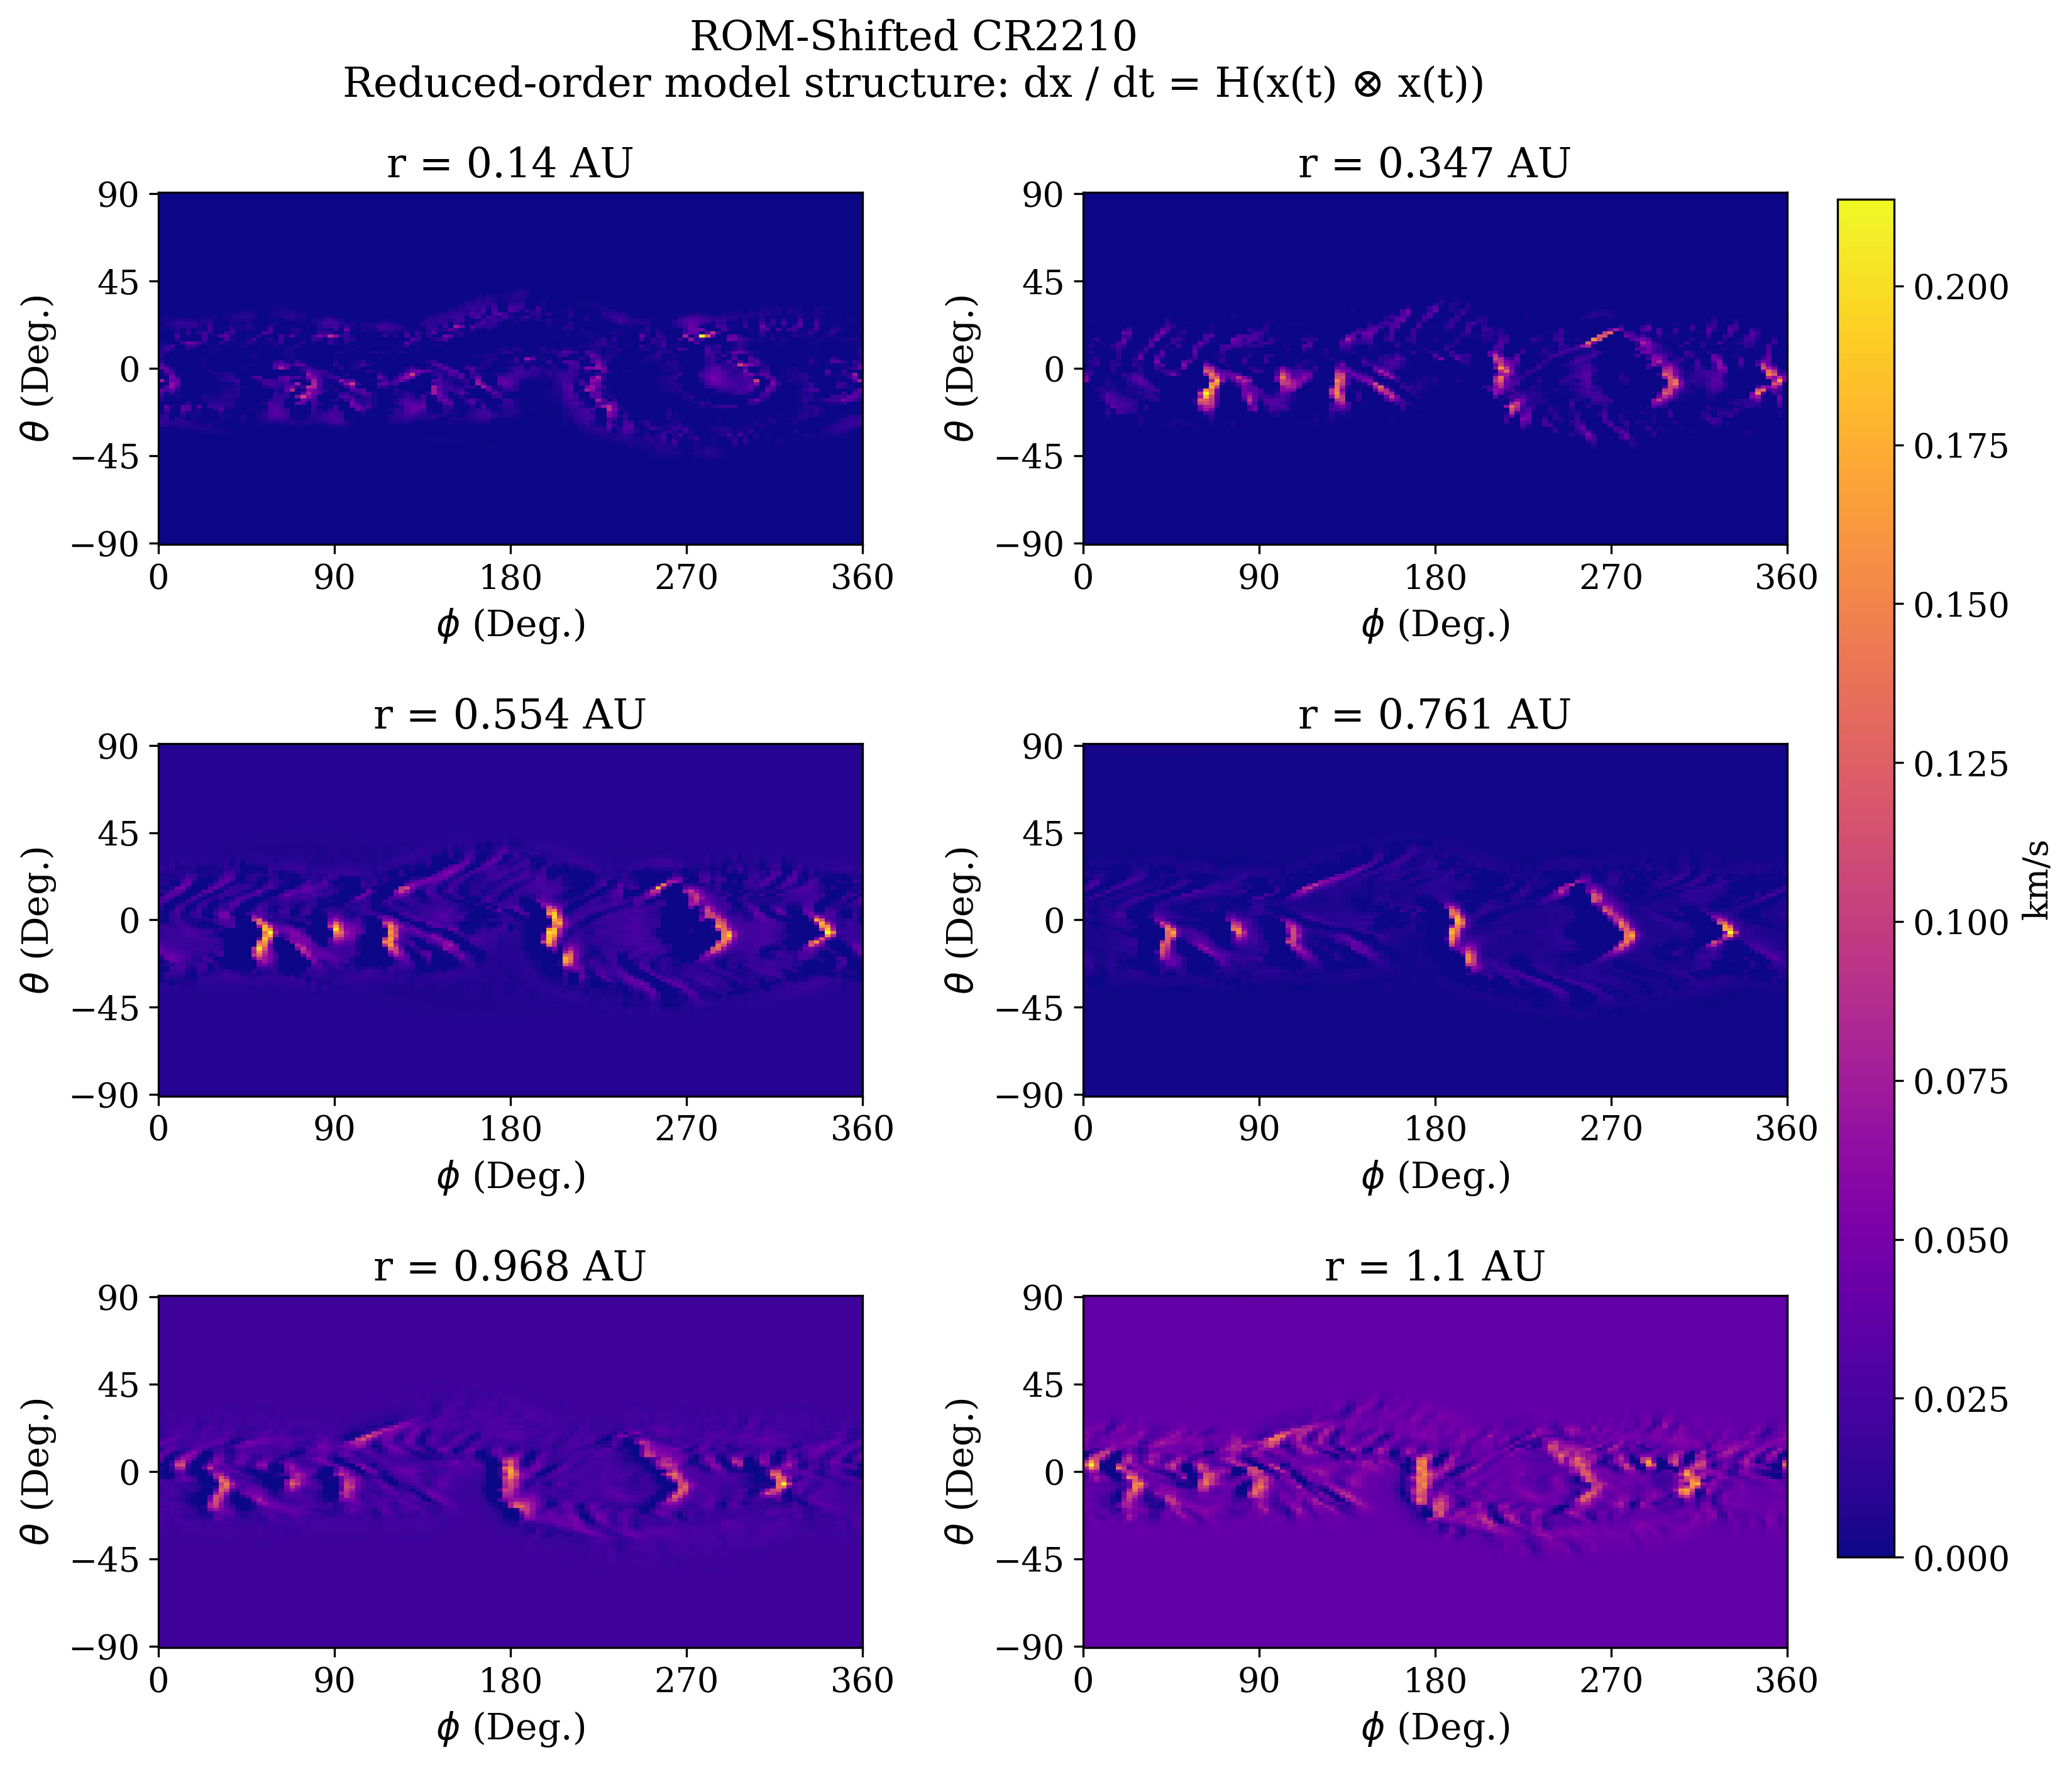 ROM-Shifted CR2210
Reduced-order model structure: dx / dt = H(x(t) ⊗ x(t))
r = 0.14 AU
90
45
0
−45
−90
θ (Deg.)
0 90 180 270 360
ϕ (Deg.)
r = 0.347 AU
90
45
0
−45
−90
θ (Deg.)
0 90 180 270 360
ϕ (Deg.)
r = 0.554 AU
90
45
0
−45
−90
θ (Deg.)
0 90 180 270 360
ϕ (Deg.)
r = 0.761 AU
90
45
0
−45
−90
θ (Deg.)
0 90 180 270 360
ϕ (Deg.)
r = 0.968 AU
90
45
0
−45
−90
θ (Deg.)
0 90 180 270 360
ϕ (Deg.)
r = 1.1 AU
90
45
0
−45
−90
θ (Deg.)
0 90 180 270 360
ϕ (Deg.)
0.200
0.175
0.150
0.125
0.100
0.075
0.050
0.025
0.000
km/s